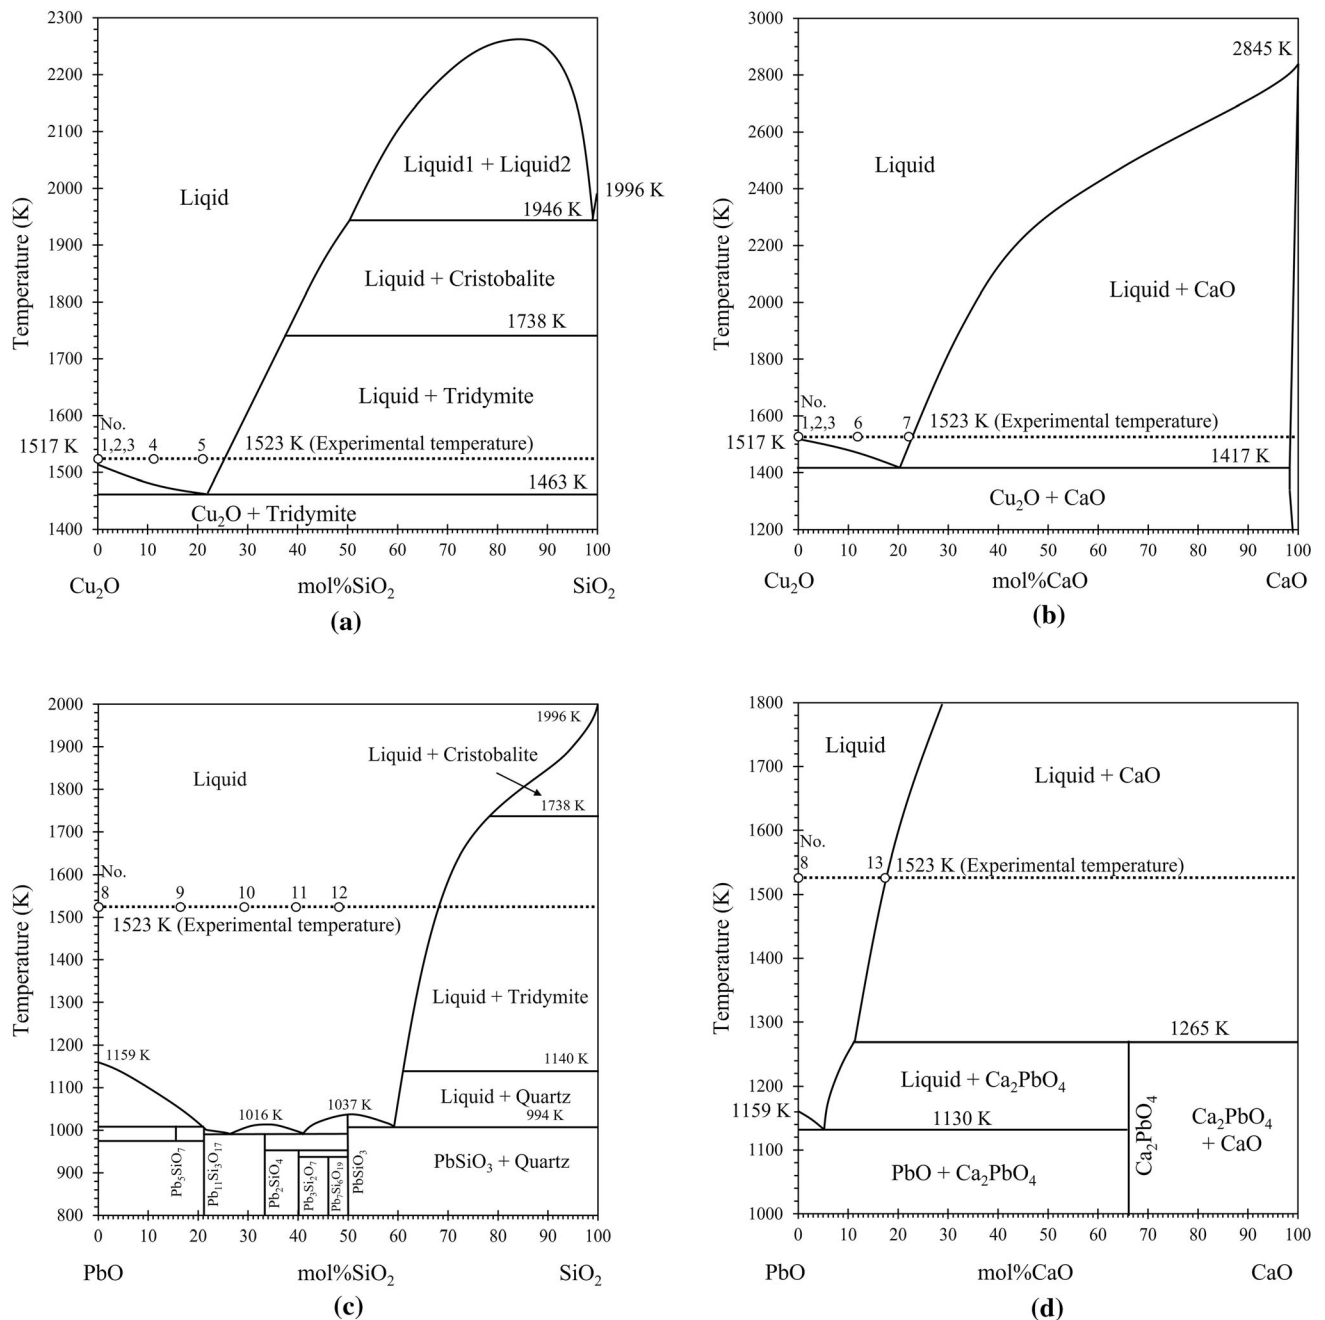 2300
2200
2100
2000
1900
1800
1700
1600
1500
1400
Temperature (K)
Liqid
Liquid1 + Liquid2
1996 K
1946 K
Liquid + Cristobalite
1738 K
Liquid + Tridymite
No.
1,2,3
4
5
1517 K
1523 K (Experimental temperature)
1463 K
Cu₂O + Tridymite
0 10 20 30 40 50 60 70 80 90 100
Cu₂O mol%SiO₂ SiO₂
(a)
3000
2800
2600
2400
2200
2000
1800
1600
1400
1200
Temperature (K)
2845 K
Liquid
Liquid + CaO
No.
1,2,3
6
7
1517 K
1523 K (Experimental temperature)
1417 K
Cu₂O + CaO
0 10 20 30 40 50 60 70 80 90 100
Cu₂O mol%CaO CaO
(b)
2000
1900
1800
1700
1600
1500
1400
1300
1200
1100
1000
900
800
Temperature (K)
1996 K
Liquid + Cristobalite
Liquid
1738 K
No.
8
9
10
11
12
1523 K (Experimental temperature)
Liquid + Tridymite
1159 K
1140 K
Liquid + Quartz
1016 K
1037 K
994 K
PbSiO₃ + Quartz
Pb₅SiO₇
Pb₁₁Si₃O₁₇
Pb₂SiO₄
Pb₃Si₂O₇
Pb₇Si₆O₁₉
PbSiO₃
0 10 20 30 40 50 60 70 80 90 100
PbO mol%SiO₂ SiO₂
(c)
1800
1700
1600
1500
1400
1300
1200
1100
1000
Temperature (K)
Liquid
Liquid + CaO
No.
8
13
1523 K (Experimental temperature)
1265 K
Liquid + Ca₂PbO₄
1159 K
1130 K
Ca₂PbO₄
Ca₂PbO₄
+ CaO
PbO + Ca₂PbO₄
0 10 20 30 40 50 60 70 80 90 100
PbO mol%CaO CaO
(d)